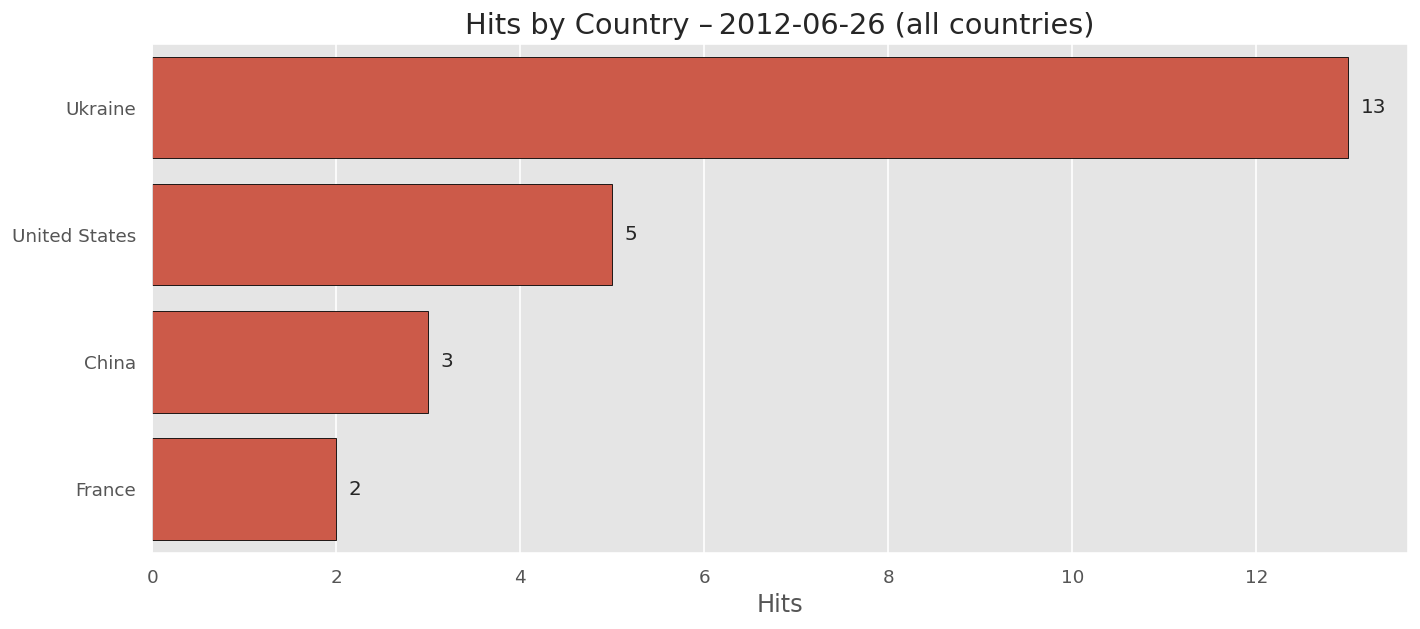 Hits by Country – 2012-06-26 (all countries)
Ukraine
13
United States
5
China
3
France
2
0 2 4 6 8 10 12
Hits